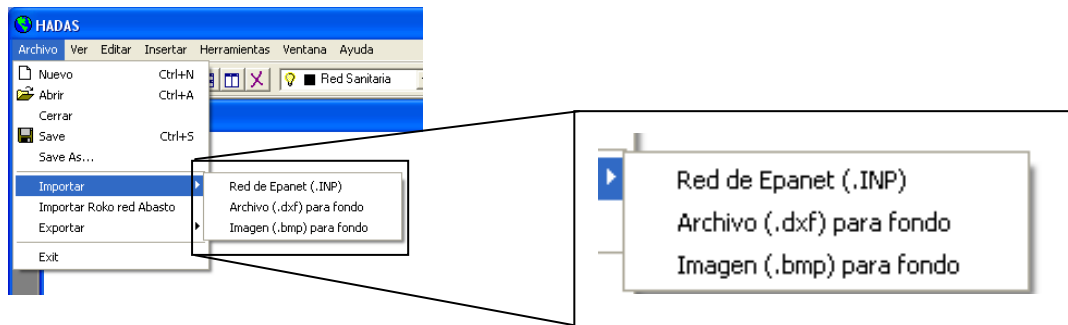 HADAS
Archivo Ver Editar Insertar Herramientas Ventana Ayuda
Red Sanitaria
Nuevo Ctrl+N
Abrir Ctrl+A
Cerrar
Save Ctrl+S
Save As...
Importar
Importar Roko red Abasto
Exportar
Exit
Red de Epanet (.INP)
Archivo (.dxf) para fondo
Imagen (.bmp) para fondo
Red de Epanet (.INP)
Archivo (.dxf) para fondo
Imagen (.bmp) para fondo